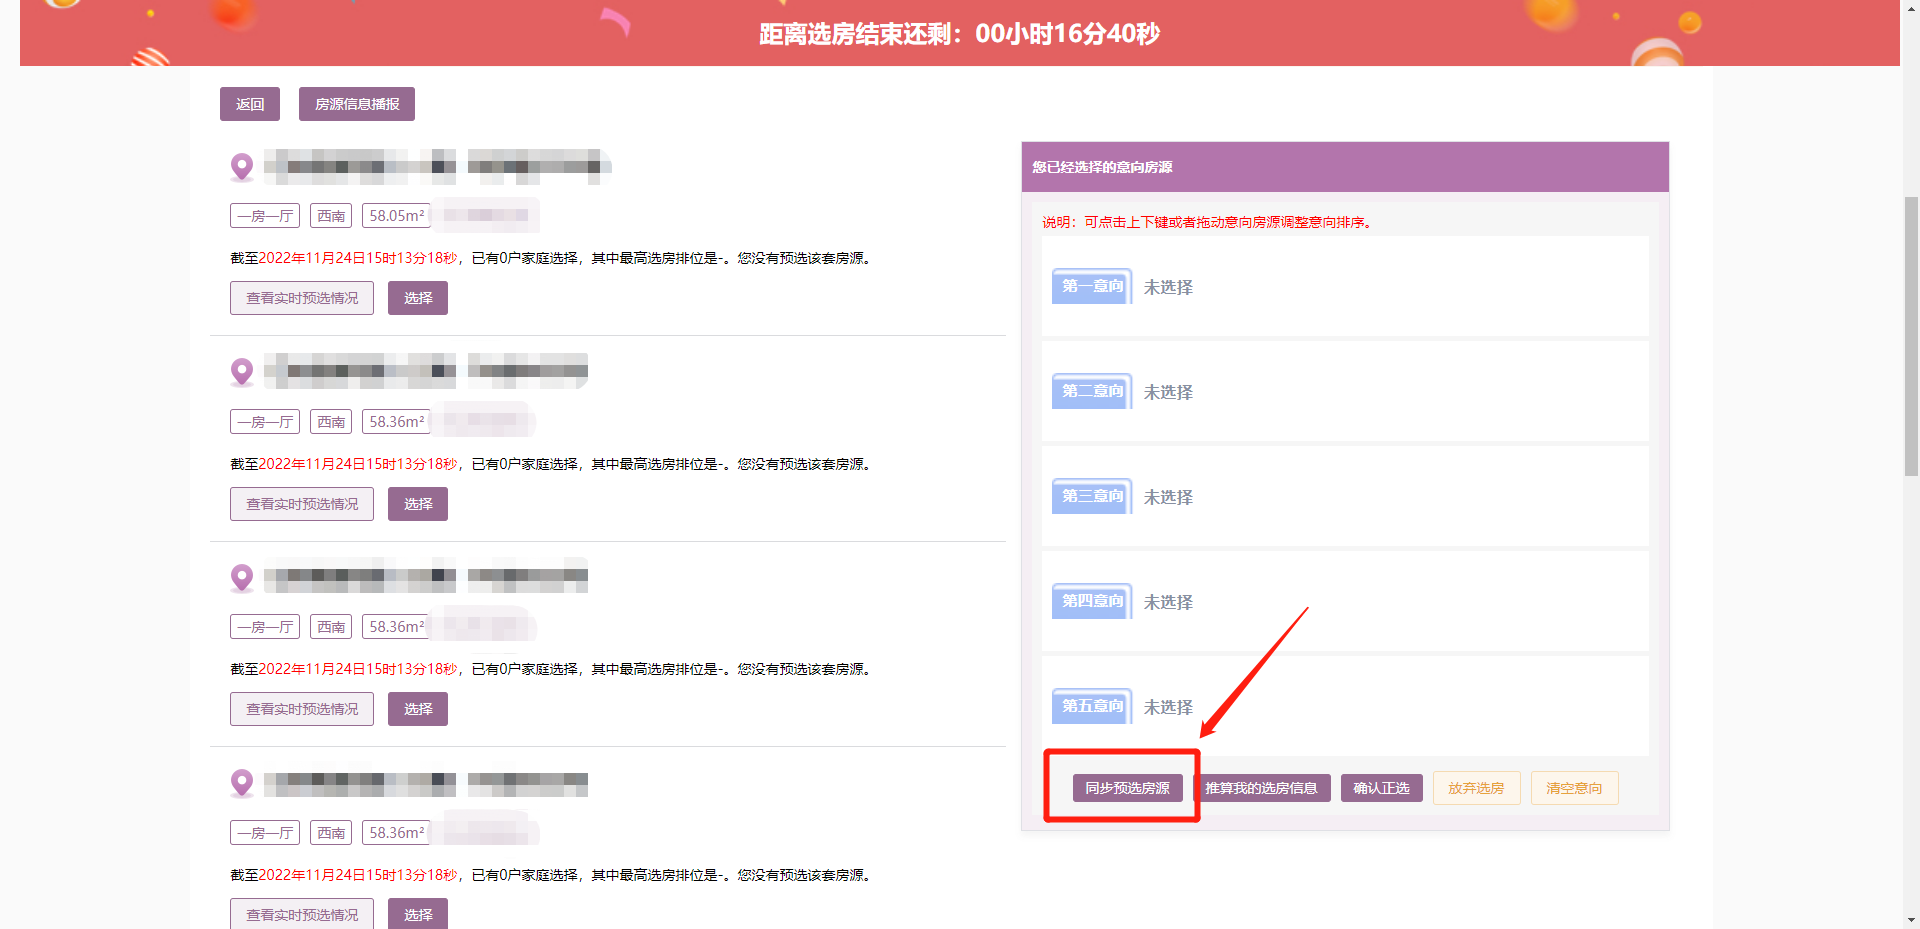 距离选房结束还剩：00小时16分40秒
返回
房源信息播报
一房一厅 西南 58.05m²
截至2022年11月24日15时13分18秒，已有0户家庭选择，其中最高选房排位是-。您没有预选该套房源。
查看实时预选情况 选择
一房一厅 西南 58.36m²
截至2022年11月24日15时13分18秒，已有0户家庭选择，其中最高选房排位是-。您没有预选该套房源。
查看实时预选情况 选择
一房一厅 西南 58.36m²
截至2022年11月24日15时13分18秒，已有0户家庭选择，其中最高选房排位是-。您没有预选该套房源。
查看实时预选情况 选择
一房一厅 西南 58.36m²
截至2022年11月24日15时13分18秒，已有0户家庭选择，其中最高选房排位是-。您没有预选该套房源。
查看实时预选情况 选择
您已经选择的意向房源
说明：可点击上下键或者拖动意向房源调整意向排序。
第一意向 未选择
第二意向 未选择
第三意向 未选择
第四意向 未选择
第五意向 未选择
同步预选房源 推算我的选房信息 确认正选 放弃选房 清空意向